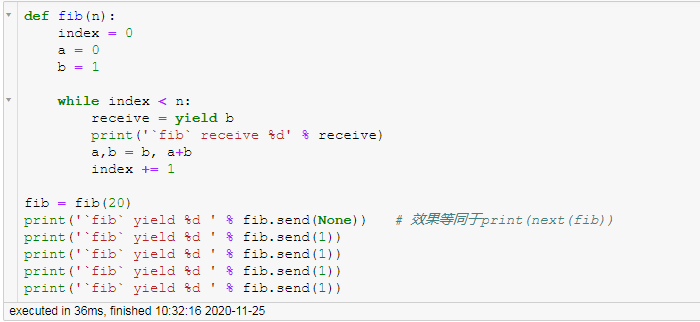 def fib(n):
    index = 0
    a = 0
    b = 1

    while index < n:
        receive = yield b
        print('`fib` receive %d' % receive)
        a,b = b, a+b
        index += 1

fib = fib(20)
print('`fib` yield %d ' % fib.send(None))   # 效果等同于print(next(fib))
print('`fib` yield %d ' % fib.send(1))
print('`fib` yield %d ' % fib.send(1))
print('`fib` yield %d ' % fib.send(1))
print('`fib` yield %d ' % fib.send(1))
executed in 36ms, finished 10:32:16 2020-11-25